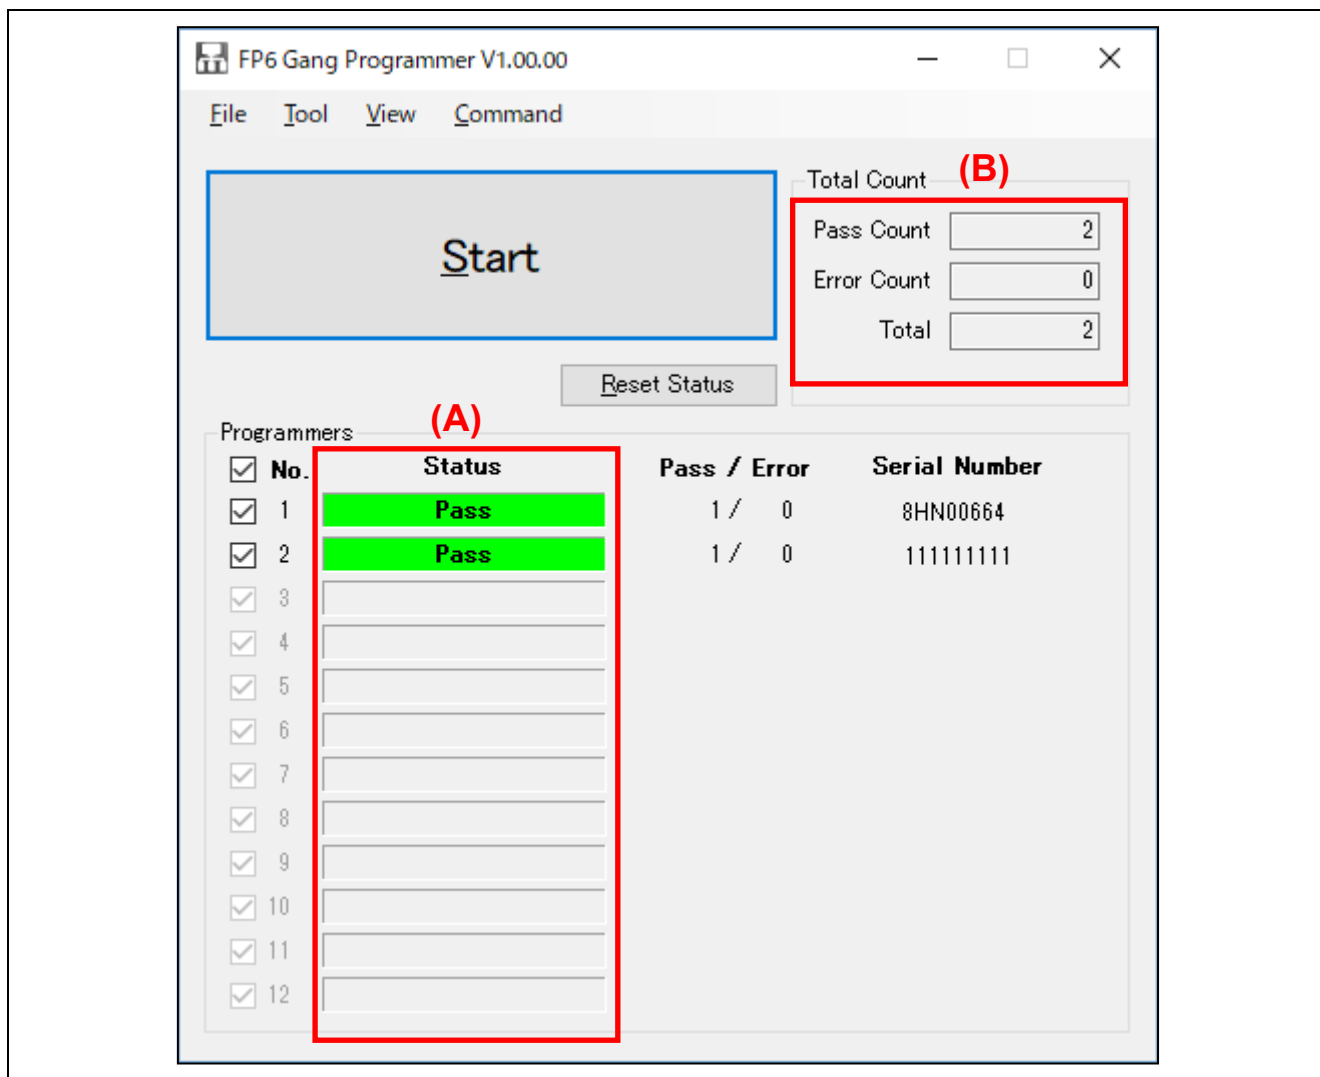 FP6 Gang Programmer V1.00.00
File Tool View Command
Start
Total Count (B)
Pass Count 2
Error Count 0
Total 2
Reset Status
Programmers (A)
No. Status Pass / Error Serial Number
1 Pass 1 / 0 8HN00664
2 Pass 1 / 0 111111111
3
4
5
6
7
8
9
10
11
12